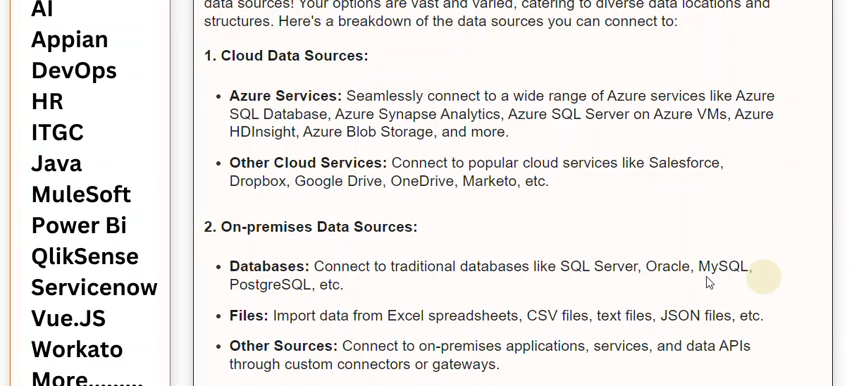 AI
Appian
DevOps
HR
ITGC
Java
MuleSoft
Power Bi
QlikSense
Servicenow
Vue.JS
Workato
More.........
data sources! Your options are vast and varied, catering to diverse data locations and
structures. Here's a breakdown of the data sources you can connect to:
1. Cloud Data Sources:
• Azure Services: Seamlessly connect to a wide range of Azure services like Azure
SQL Database, Azure Synapse Analytics, Azure SQL Server on Azure VMs, Azure
HDInsight, Azure Blob Storage, and more.
• Other Cloud Services: Connect to popular cloud services like Salesforce,
Dropbox, Google Drive, OneDrive, Marketo, etc.
2. On-premises Data Sources:
• Databases: Connect to traditional databases like SQL Server, Oracle, MySQL,
PostgreSQL, etc.
• Files: Import data from Excel spreadsheets, CSV files, text files, JSON files, etc.
• Other Sources: Connect to on-premises applications, services, and data APIs
through custom connectors or gateways.